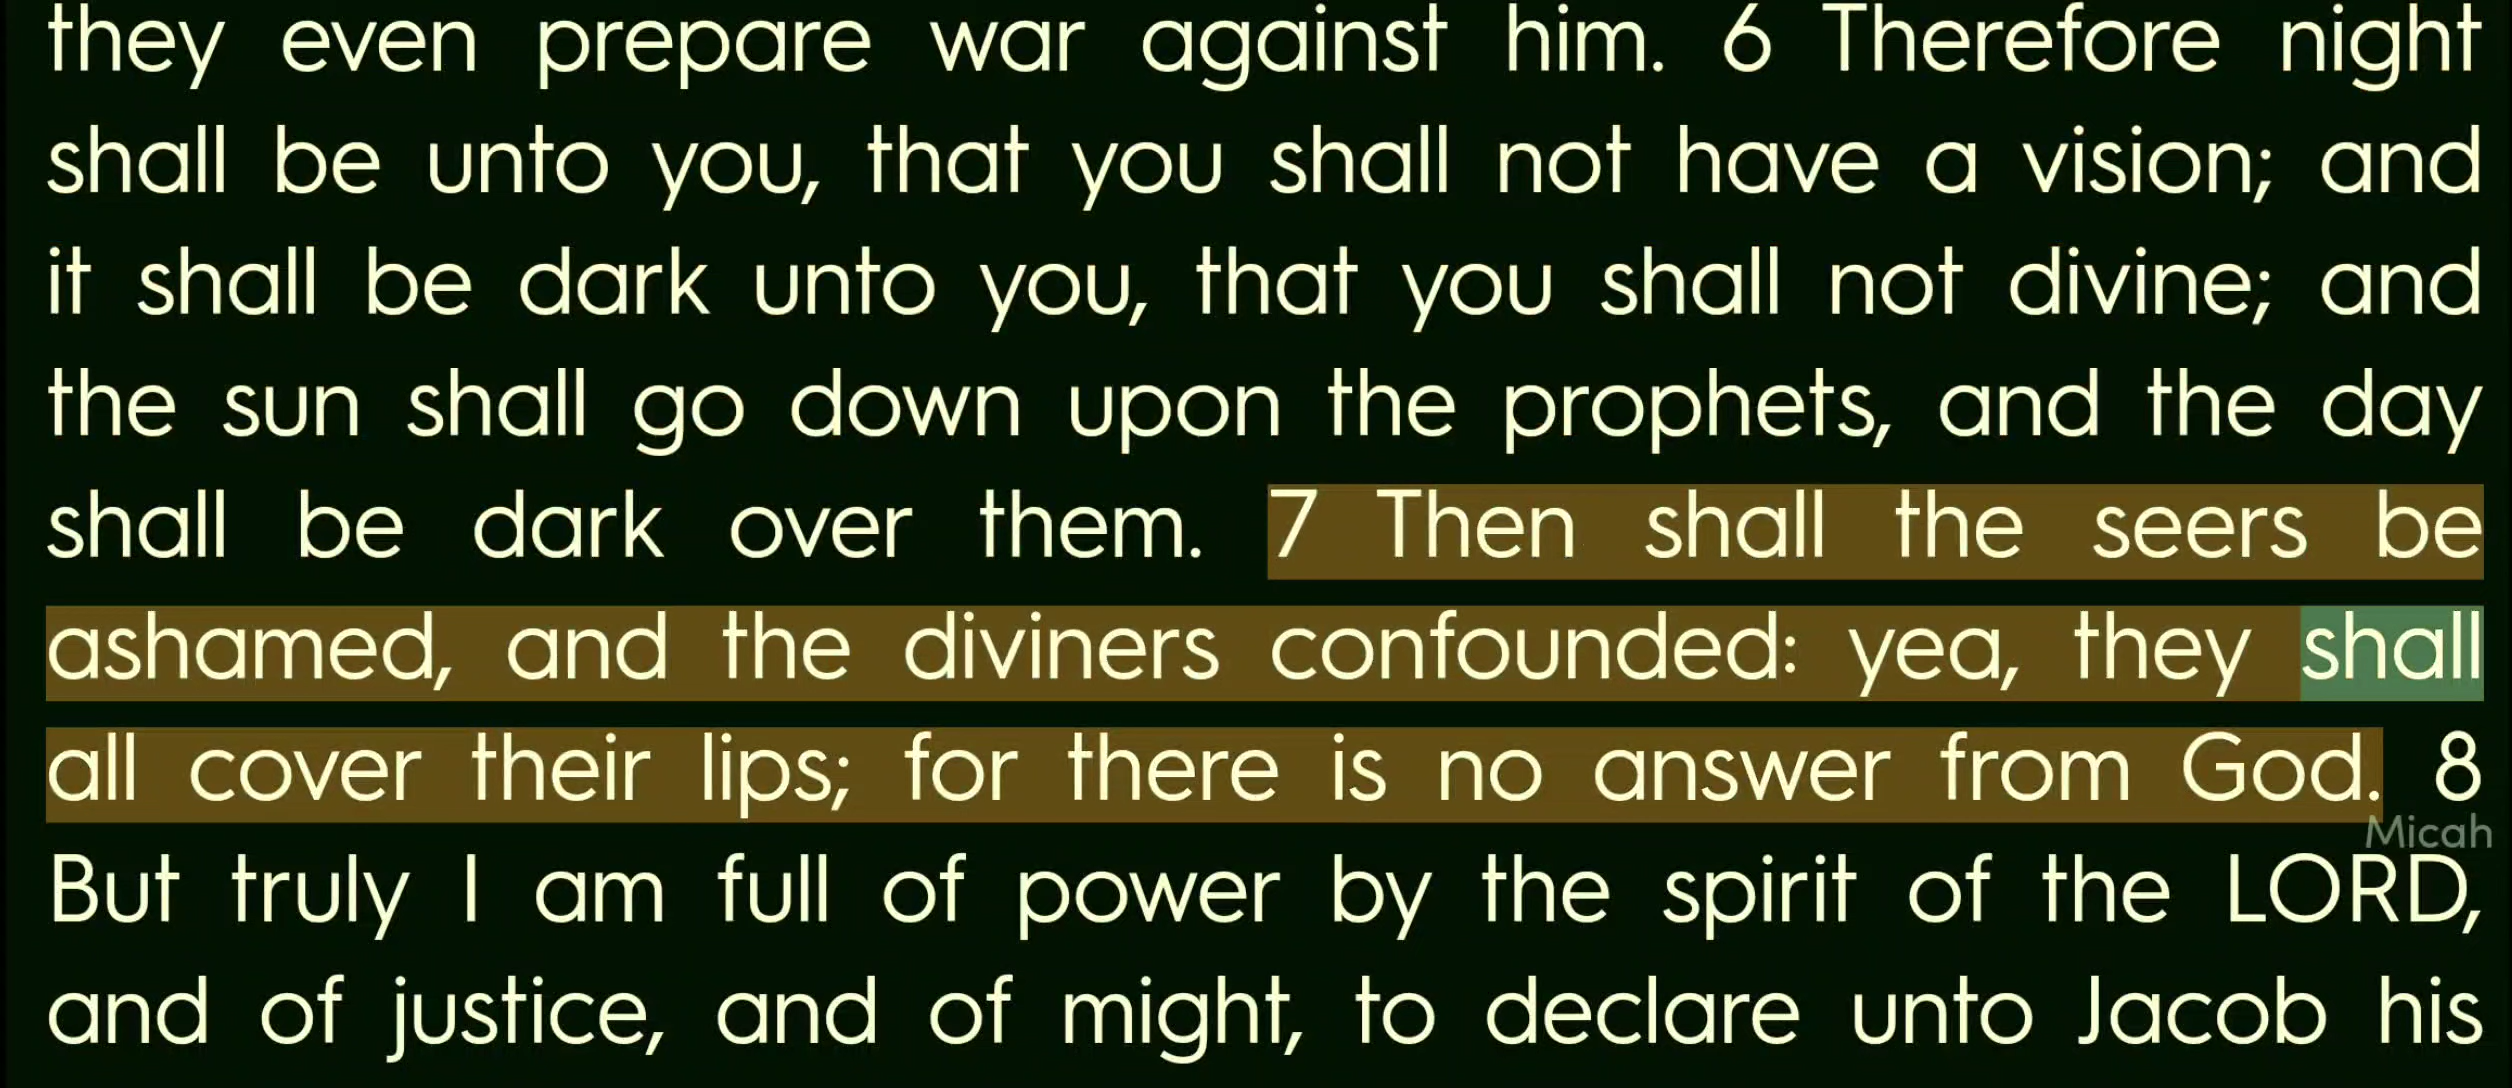 they even prepare war against him. 6 Therefore night
shall be unto you, that you shall not have a vision; and
it shall be dark unto you, that you shall not divine; and
the sun shall go down upon the prophets, and the day
shall be dark over them. 7 Then shall the seers be
ashamed, and the diviners confounded: yea, they shall
all cover their lips; for there is no answer from God. 8
Micah
But truly I am full of power by the spirit of the LORD,
and of justice, and of might, to declare unto Jacob his